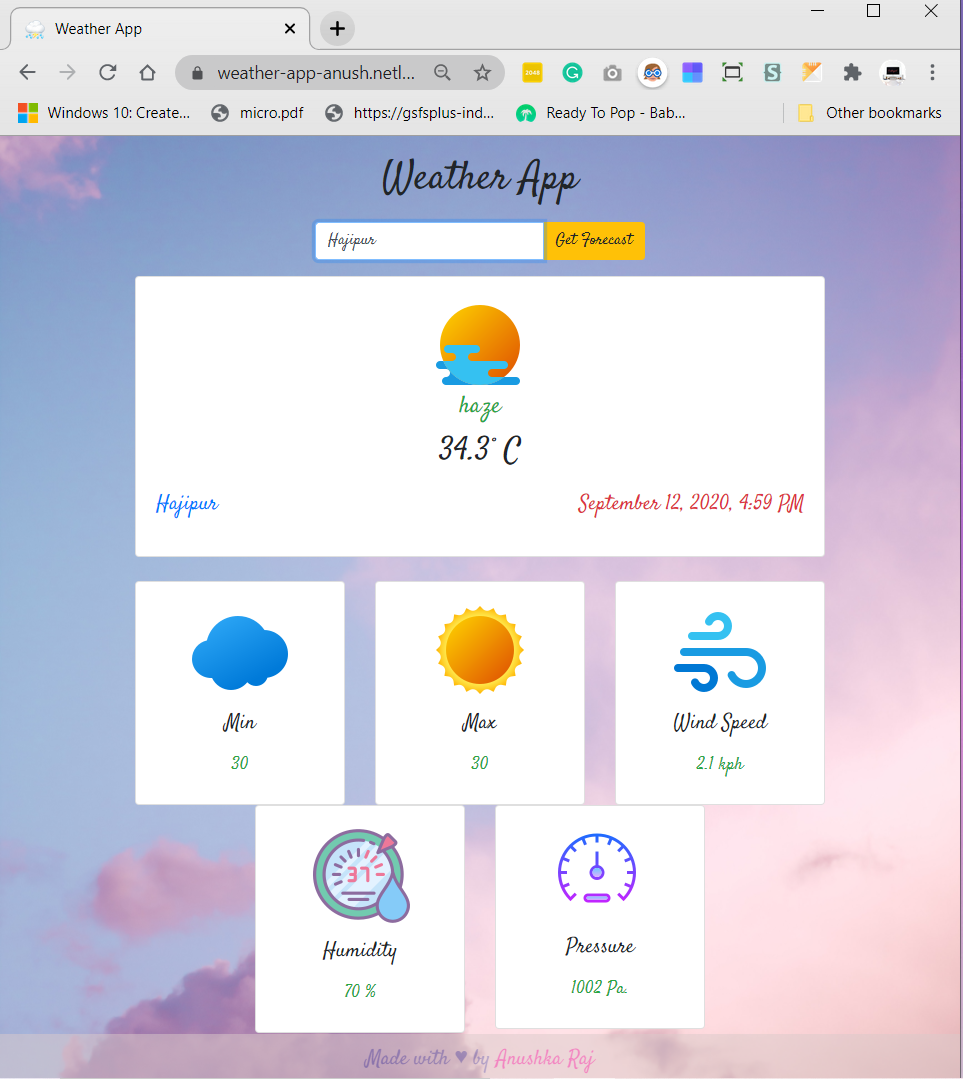 Weather App
weather-app-anush.netl...
2048
Windows 10: Create...
micro.pdf
https://gsfsplus-ind...
Ready To Pop - Bab...
Other bookmarks
Weather App
Hajipur
Get Forecast
haze
34.3° C
Hajipur
September 12, 2020, 4:59 PM
Min
30
Max
30
Wind Speed
2.1 kph
37
Humidity
70 %
Pressure
1002 Pa.
Made with ♥ by Anushka Raj